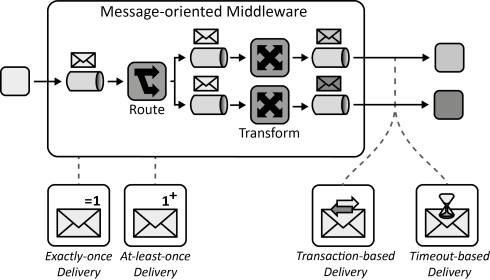 Message-oriented Middleware
Route
Transform
=1
1+
Exactly-once
Delivery
At-least-once
Delivery
Transaction-based
Delivery
Timeout-based
Delivery